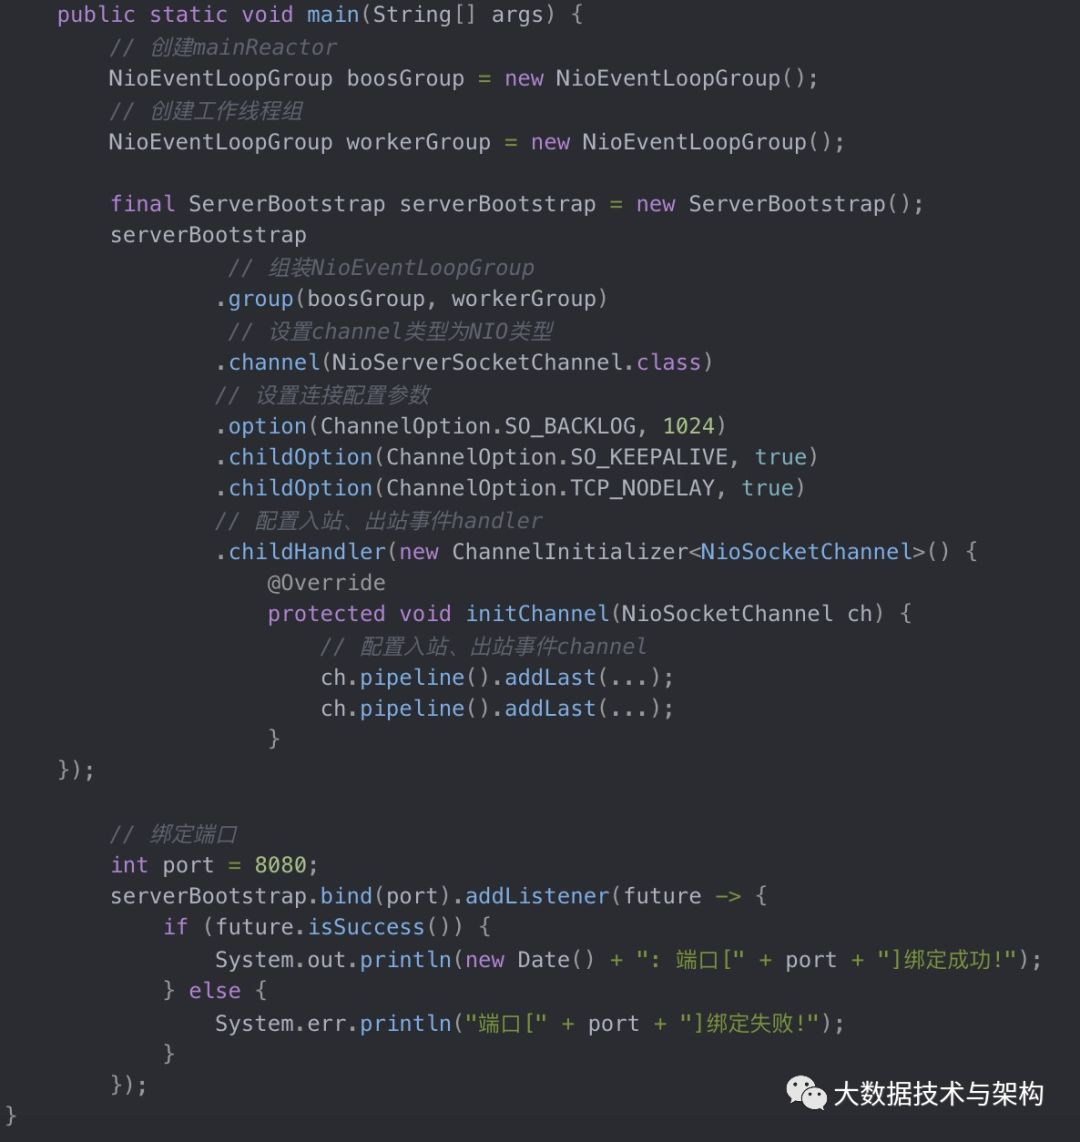 public static void main(String[] args) {
// 创建mainReactor
NioEventLoopGroup boosGroup = new NioEventLoopGroup();
// 创建工作线程组
NioEventLoopGroup workerGroup = new NioEventLoopGroup();
final ServerBootstrap serverBootstrap = new ServerBootstrap();
serverBootstrap
// 组装NioEventLoopGroup
.group(boosGroup, workerGroup)
// 设置channel类型为NIO类型
.channel(NioServerSocketChannel.class)
// 设置连接配置参数
.option(ChannelOption.SO_BACKLOG, 1024)
.childOption(ChannelOption.SO_KEEPALIVE, true)
.childOption(ChannelOption.TCP_NODELAY, true)
// 配置入站、出站事件handler
.childHandler(new ChannelInitializer<NioSocketChannel>() {
@Override
protected void initChannel(NioSocketChannel ch) {
// 配置入站、出站事件channel
ch.pipeline().addLast(...);
ch.pipeline().addLast(...);
}
});
// 绑定端口
int port = 8080;
serverBootstrap.bind(port).addListener(future -> {
if (future.isSuccess()) {
System.out.println(new Date() + ": 端口[" + port + "]绑定成功!");
} else {
System.err.println("端口[" + port + "]绑定失败!");
}
});
}
大数据技术与架构